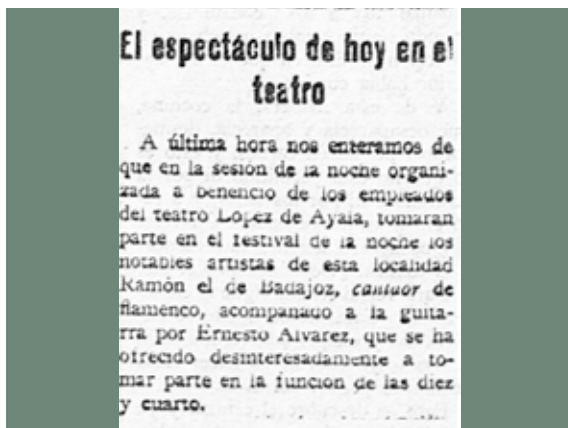 El espectáculo de hoy en el
teatro
A última hora nos enteramos de
que en la sesión de la noche organi-
zada a beneficio de los empleados
del teatro López de Ayala, tomarán
parte en el festival de la noche los
notables artistas de esta localidad
Ramón el de Badajoz, cantaor de
flamenco, acompañado a la guita-
rra por Ernesto Alvarez, que se ha
ofrecido desinteresadamente a to-
mar parte en la función de las diez
y cuarto.